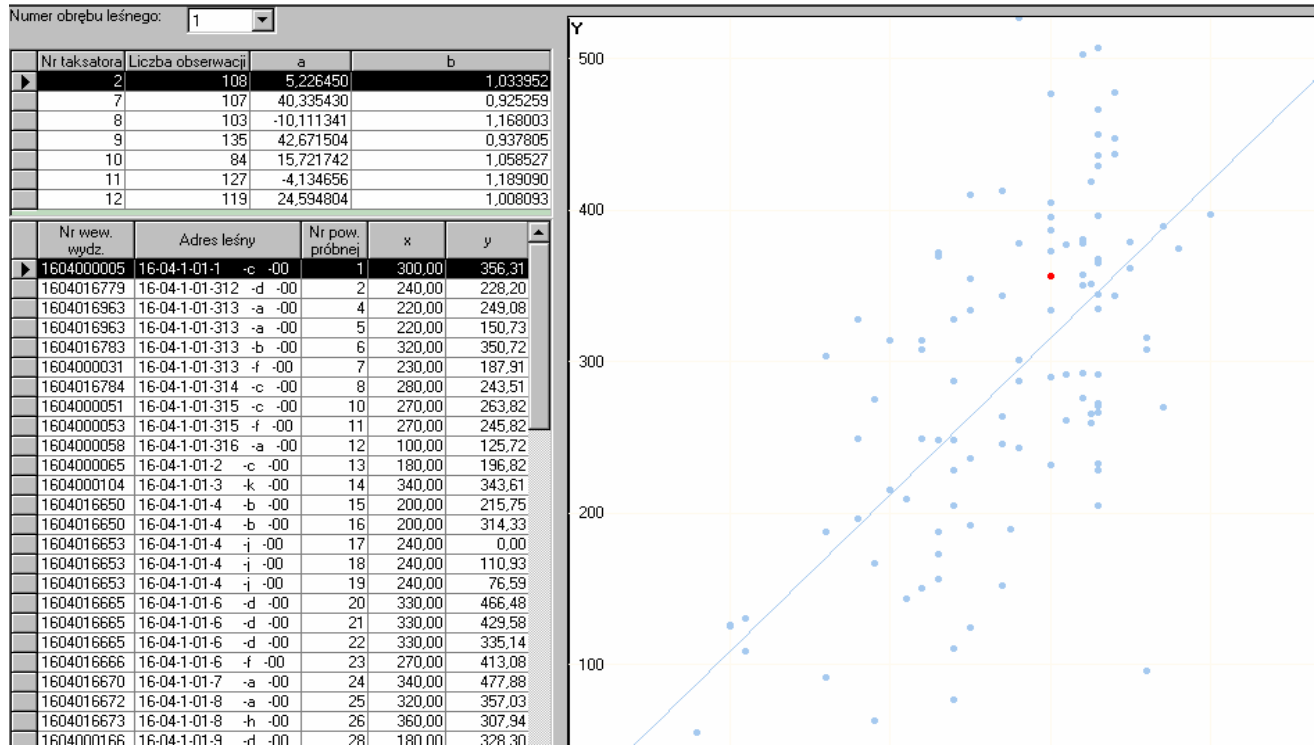 Numer obrębu leśnego: 1
Nr taksatora Liczba obserwacji a b
2 108 5,226450 1,033952
7 107 40,335430 0,925259
8 103 -10,111341 1,168003
9 135 42,671504 0,937805
10 84 15,721742 1,058527
11 127 -4,134656 1,189090
12 119 24,594804 1,008093
Nr wew. wydz. Adres leśny Nr pow. próbnej x y
1604000005 16-04-1-01-1 -c -00 1 300,00 356,31
1604016779 16-04-1-01-312 -d -00 2 240,00 228,20
1604016963 16-04-1-01-313 -a -00 4 220,00 249,08
1604016963 16-04-1-01-313 -a -00 5 220,00 150,73
1604016783 16-04-1-01-313 -b -00 6 320,00 350,72
1604000031 16-04-1-01-313 -f -00 7 230,00 187,91
1604016784 16-04-1-01-314 -c -00 8 280,00 243,51
1604000051 16-04-1-01-315 -c -00 10 270,00 263,82
1604000053 16-04-1-01-315 -f -00 11 270,00 245,82
1604000058 16-04-1-01-316 -a -00 12 100,00 125,72
1604000065 16-04-1-01-2 -c -00 13 180,00 196,82
1604000104 16-04-1-01-3 -k -00 14 340,00 343,61
1604016650 16-04-1-01-4 -b -00 15 200,00 215,75
1604016650 16-04-1-01-4 -b -00 16 200,00 314,33
1604016653 16-04-1-01-4 -j -00 17 240,00 0,00
1604016653 16-04-1-01-4 -j -00 18 240,00 110,93
1604016653 16-04-1-01-4 -j -00 19 240,00 76,59
1604016665 16-04-1-01-6 -d -00 20 330,00 466,48
1604016665 16-04-1-01-6 -d -00 21 330,00 429,58
1604016665 16-04-1-01-6 -d -00 22 330,00 335,14
1604016666 16-04-1-01-6 -f -00 23 270,00 413,08
1604016670 16-04-1-01-7 -a -00 24 340,00 477,88
1604016672 16-04-1-01-8 -a -00 25 320,00 357,03
1604016673 16-04-1-01-8 -h -00 26 360,00 307,94
1604000166 16-04-1-01-9 -d -00 28 180,00 328,30
Y
500
400
300
200
100